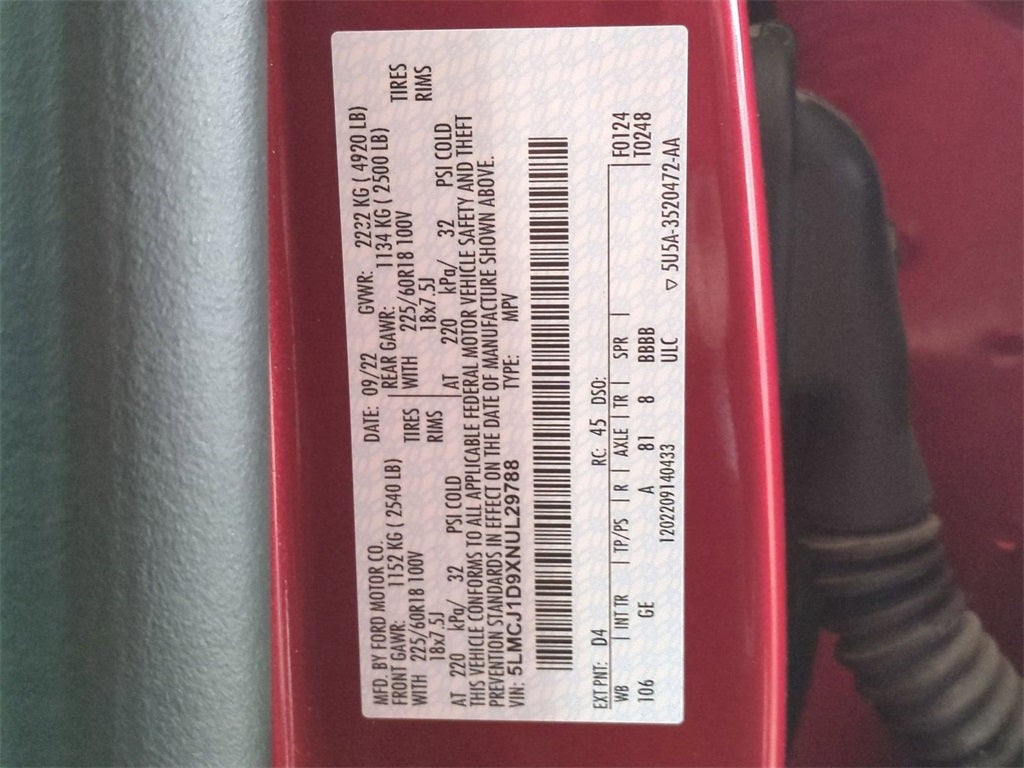 MFD. BY FORD MOTOR CO. DATE: 09/22 GVWR: 2232 KG ( 4920 LB)
FRONT GAWR: 1152 KG ( 2540 LB) REAR GAWR: 1134 KG ( 2500 LB)
WITH 225/60R18 100V TIRES WITH 225/60R18 100V TIRES
18x7.5J RIMS 18x7.5J RIMS
AT 220 kPa/ 32 PSI COLD AT 220 kPa/ 32 PSI COLD
THIS VEHICLE CONFORMS TO ALL APPLICABLE FEDERAL MOTOR VEHICLE SAFETY AND THEFT
PREVENTION STANDARDS IN EFFECT ON THE DATE OF MANUFACTURE SHOWN ABOVE.
VIN: 5LMCJ1D9XNUL29788 TYPE: MPV
EXT PNT: D4 RC: 45 DSO:
WB | INT TR | TP/PS | R | AXLE | TR | SPR | F0124
106 GE A 81 8 BBBB T0248
1202209140433 ULC ▽ 5U5A-3520472-AA